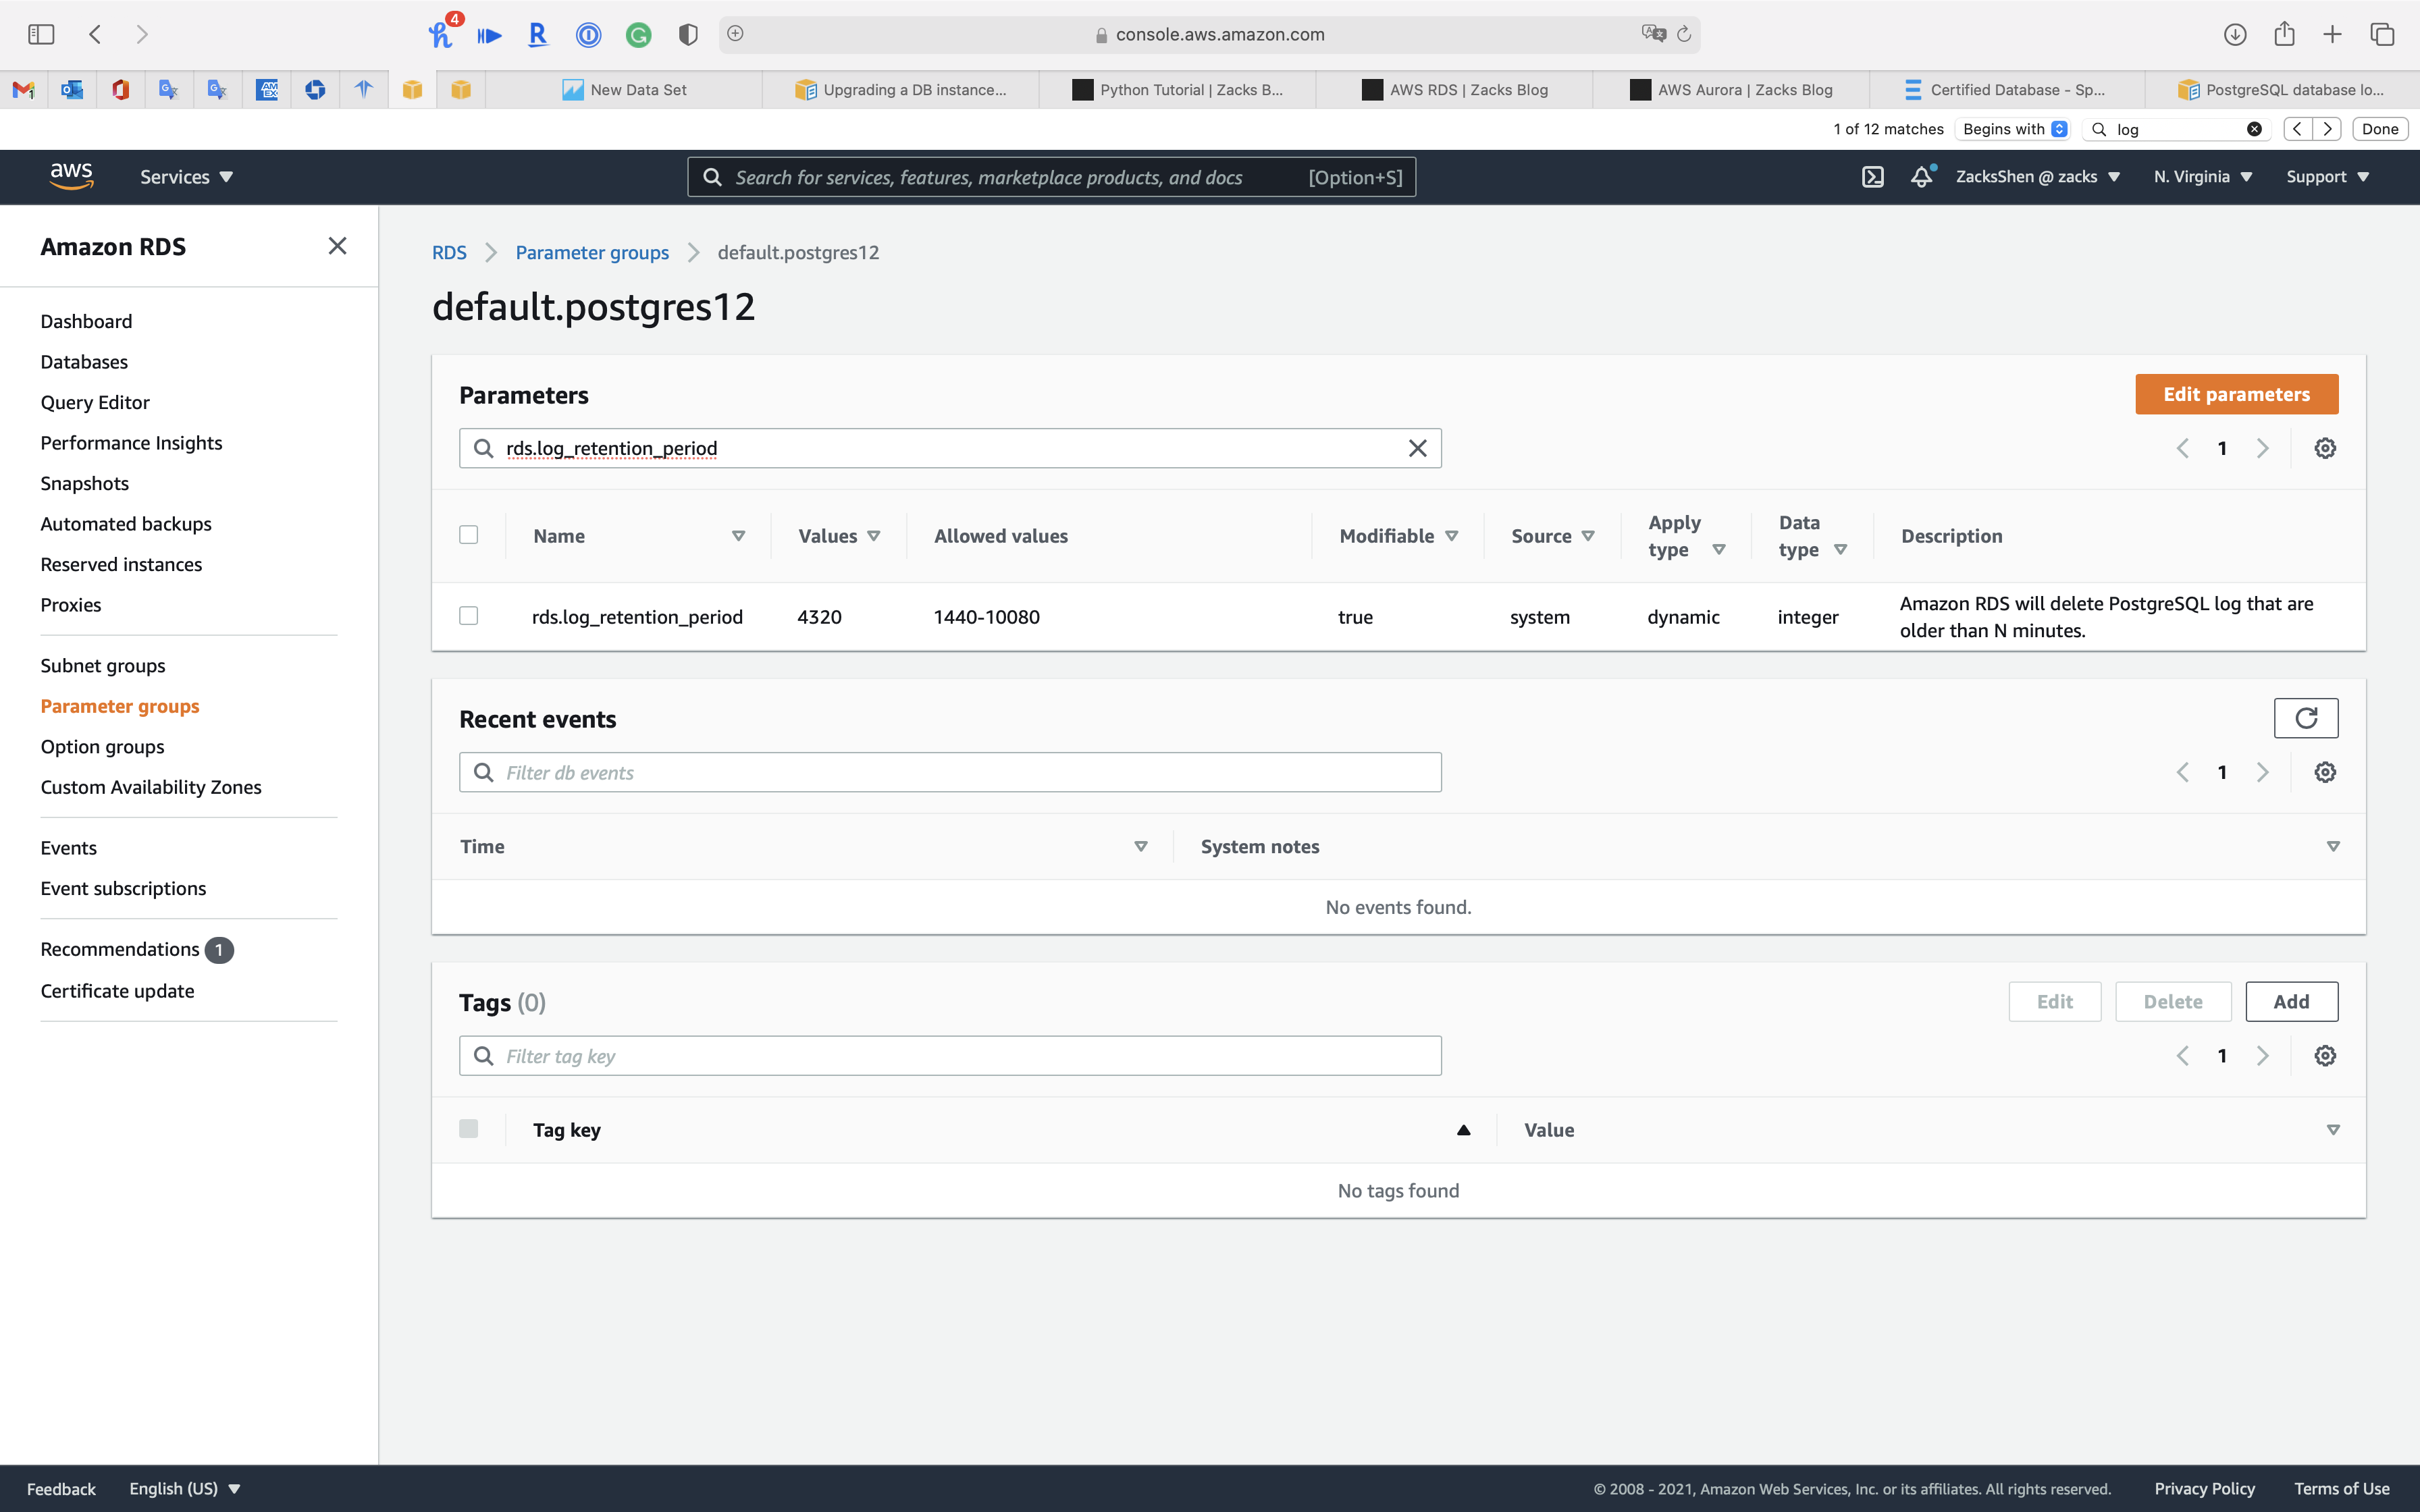 4
console.aws.amazon.com
New Data Set
Upgrading a DB instance...
Python Tutorial | Zacks B...
AWS RDS | Zacks Blog
AWS Aurora | Zacks Blog
Certified Database - Sp...
PostgreSQL database lo...
1 of 12 matches
Begins with
log
Done
aws
Services
Search for services, features, marketplace products, and docs
[Option+S]
ZacksShen @ zacks
N. Virginia
Support
Amazon RDS
Dashboard
Databases
Query Editor
Performance Insights
Snapshots
Automated backups
Reserved instances
Proxies
Subnet groups
Parameter groups
Option groups
Custom Availability Zones
Events
Event subscriptions
Recommendations 1
Certificate update
RDS
Parameter groups
default.postgres12
default.postgres12
Parameters
Edit parameters
rds.log_retention_period
1
Name
Values
Allowed values
Modifiable
Source
Apply
type
Data
type
Description
rds.log_retention_period
4320
1440-10080
true
system
dynamic
integer
Amazon RDS will delete PostgreSQL log that are
older than N minutes.
Recent events
Filter db events
1
Time
System notes
No events found.
Tags (0)
Edit
Delete
Add
Filter tag key
1
Tag key
Value
No tags found
Feedback
English (US)
© 2008 - 2021, Amazon Web Services, Inc. or its affiliates. All rights reserved.
Privacy Policy
Terms of Use